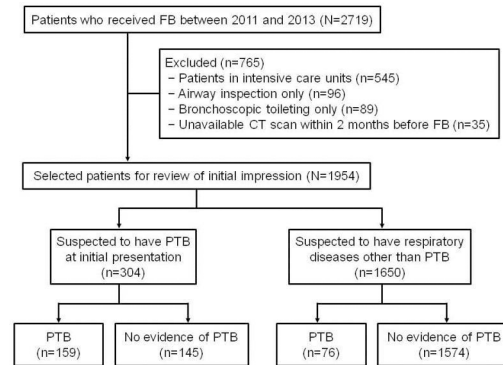 Patients who received FB between 2011 and 2013 (N=2719)
Excluded (n=765)
− Patients in intensive care units (n=545)
− Airway inspection only (n=96)
− Bronchoscopic toileting only (n=89)
− Unavailable CT scan within 2 months before FB (n=35)
Selected patients for review of initial impression (N=1954)
Suspected to have PTB
at initial presentation
(n=304)
Suspected to have respiratory
diseases other than PTB
(n=1650)
PTB
(n=159)
No evidence of PTB
(n=145)
PTB
(n=76)
No evidence of PTB
(n=1574)